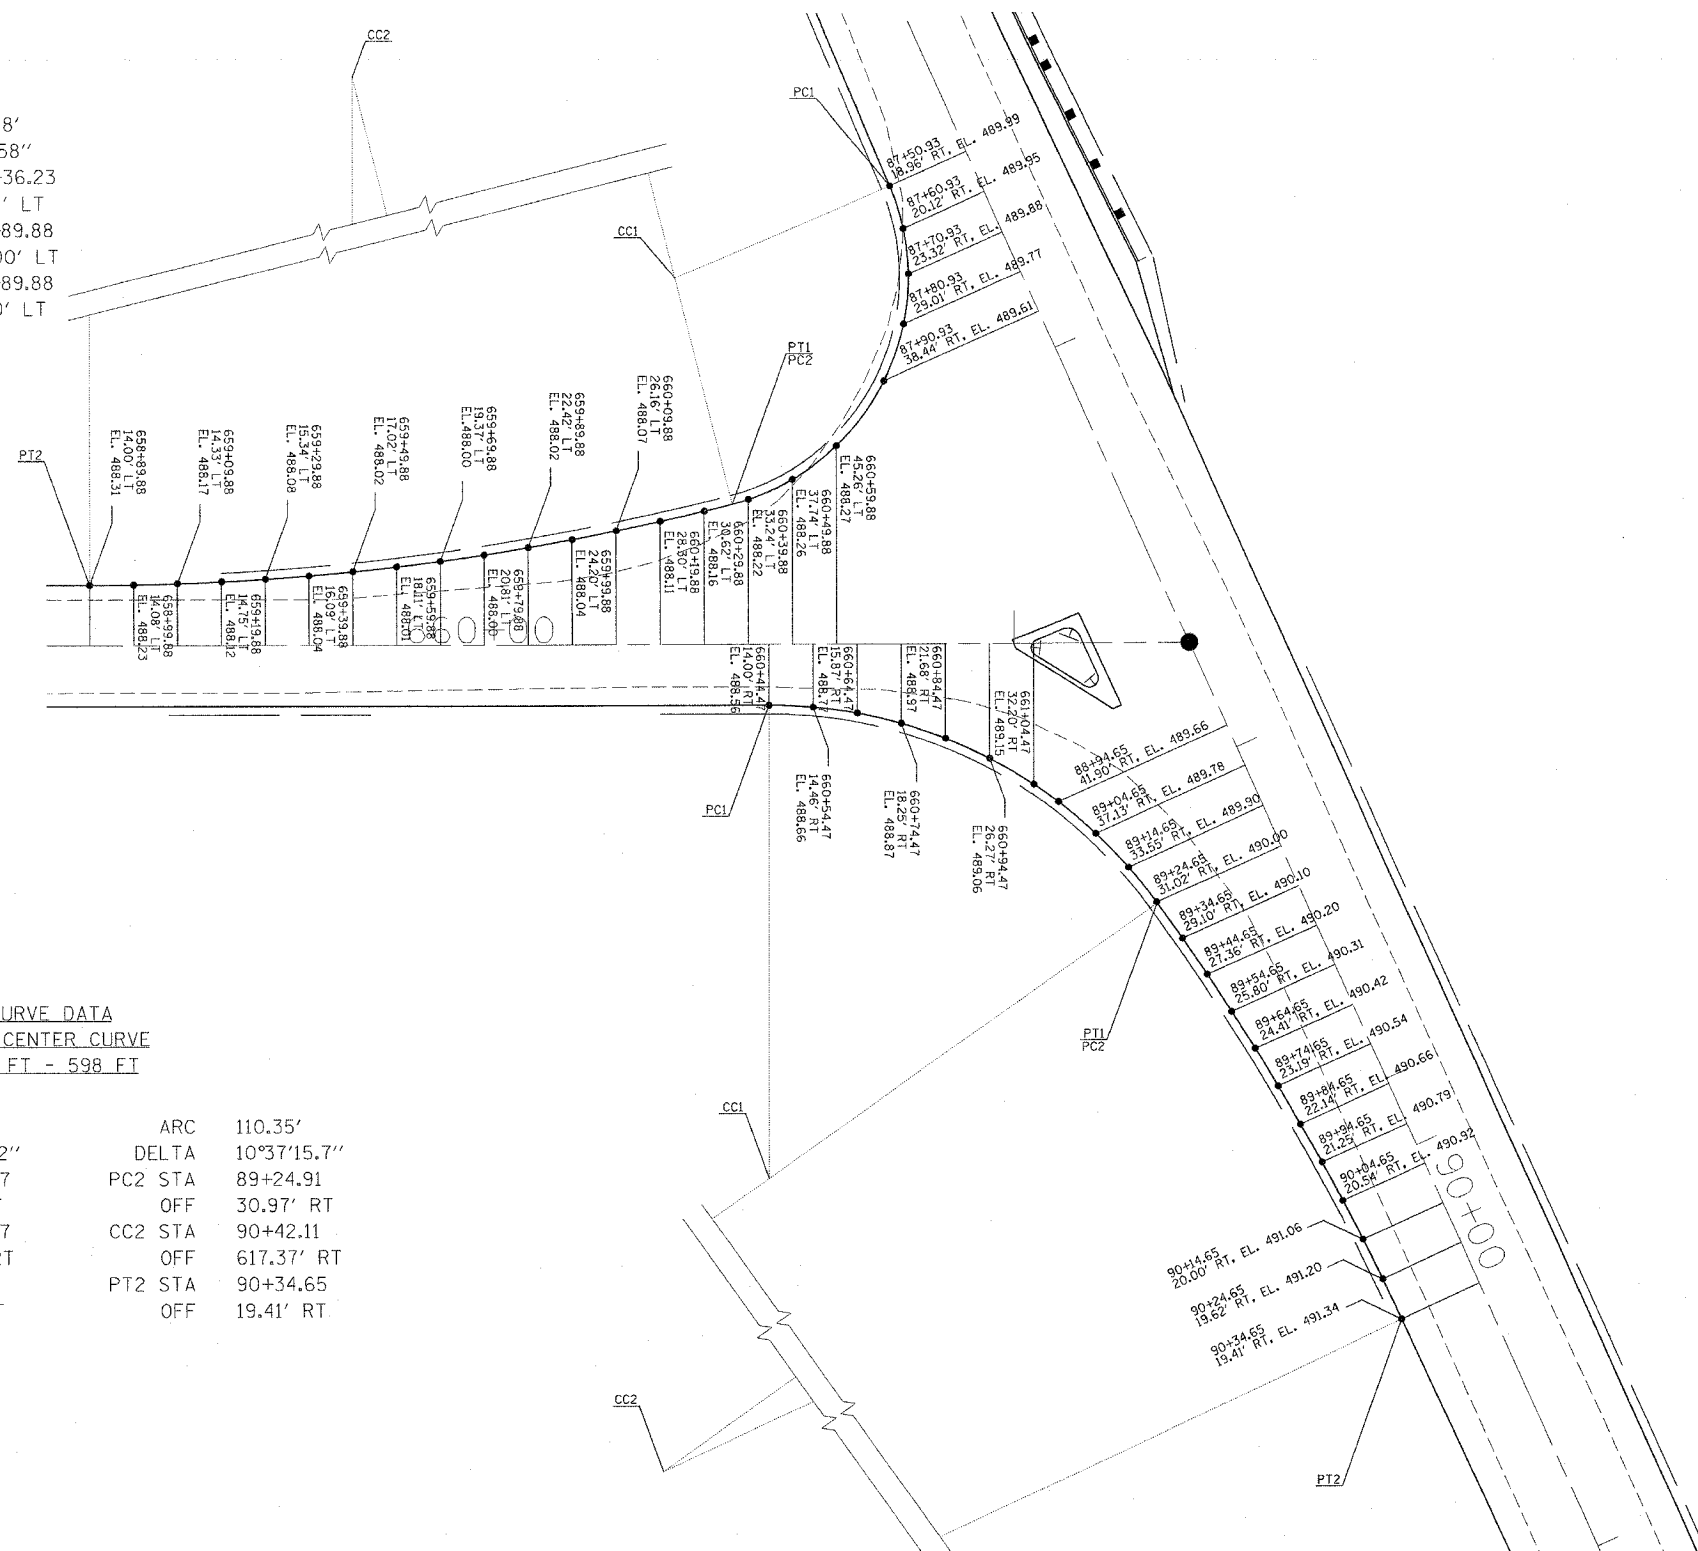 CC2
8'
58"
+36.23
' LT
89.88
00' LT
89.88
0' LT
PC1
87+50.93
18.96' RT, EL. 489.99
87+60.93
20.12' RT, EL. 489.95
87+70.93
23.32' RT, EL. 489.88
87+80.93
29.01' RT, EL. 489.77
87+90.93
38.44' RT, EL. 489.61
CC1
PT1
PC2
PT2
658+89.88
14.00' LT
EL. 488.31
659+09.88
14.33' LT
EL. 488.17
659+29.88
15.34' LT
EL. 488.08
659+49.88
17.02' LT
EL. 488.02
659+69.88
19.37' LT
EL. 488.00
659+89.88
22.42' LT
EL. 488.02
660+09.88
26.16' LT
EL. 488.07
658+99.88
14.08' LT
EL. 488.23
659+19.88
14.75' LT
EL. 488.12
659+39.88
16.09' LT
EL. 488.04
659+59.88
18.11' LT
EL. 488.01
659+79.88
20.81' LT
EL. 488.00
659+99.88
24.20' LT
EL. 488.04
660+19.88
28.30' LT
EL. 488.11
660+29.88
30.62' LT
EL. 488.16
660+39.88
33.24' LT
EL. 488.22
660+49.88
37.74' LT
EL. 488.26
660+59.88
45.26' LT
EL. 488.27
660+44.47
14.00' RT
EL. 488.56
660+64.47
15.87' RT
EL. 488.77
660+84.47
21.68' RT
EL. 488.97
661+04.47
32.20' RT
EL. 489.15
PC1
660+54.47
14.46' RT
EL. 488.66
660+74.47
18.25' RT
EL. 488.87
660+94.47
26.27' RT
EL. 489.06
88+94.65
41.90' RT, EL. 489.66
89+04.65
37.13' RT, EL. 489.78
89+14.65
33.55' RT, EL. 489.90
89+24.65
31.02' RT, EL. 490.00
89+34.65
29.10' RT, EL. 490.10
89+44.65
27.36' RT, EL. 490.20
89+54.65
25.80' RT, EL. 490.31
89+64.65
24.41' RT, EL. 490.42
89+74.65
23.19' RT, EL. 490.54
89+84.65
22.14' RT, EL. 490.66
89+94.65
21.25' RT, EL. 490.79
90+04.65
20.54' RT, EL. 490.92
90+14.65
20.00' RT, EL. 491.06
90+24.65
19.62' RT, EL. 491.20
90+34.65
19.41' RT, EL. 491.34
90+00
PT1
PC2
CC1
CC2
PT2
URVE DATA
CENTER CURVE
FT - 598 FT
ARC 110.35'
2" DELTA 10°37'15.7"
7 PC2 STA 89+24.91
T OFF 30.97' RT
7 CC2 STA 90+42.11
RT OFF 617.37' RT
PT2 STA 90+34.65
T OFF 19.41' RT